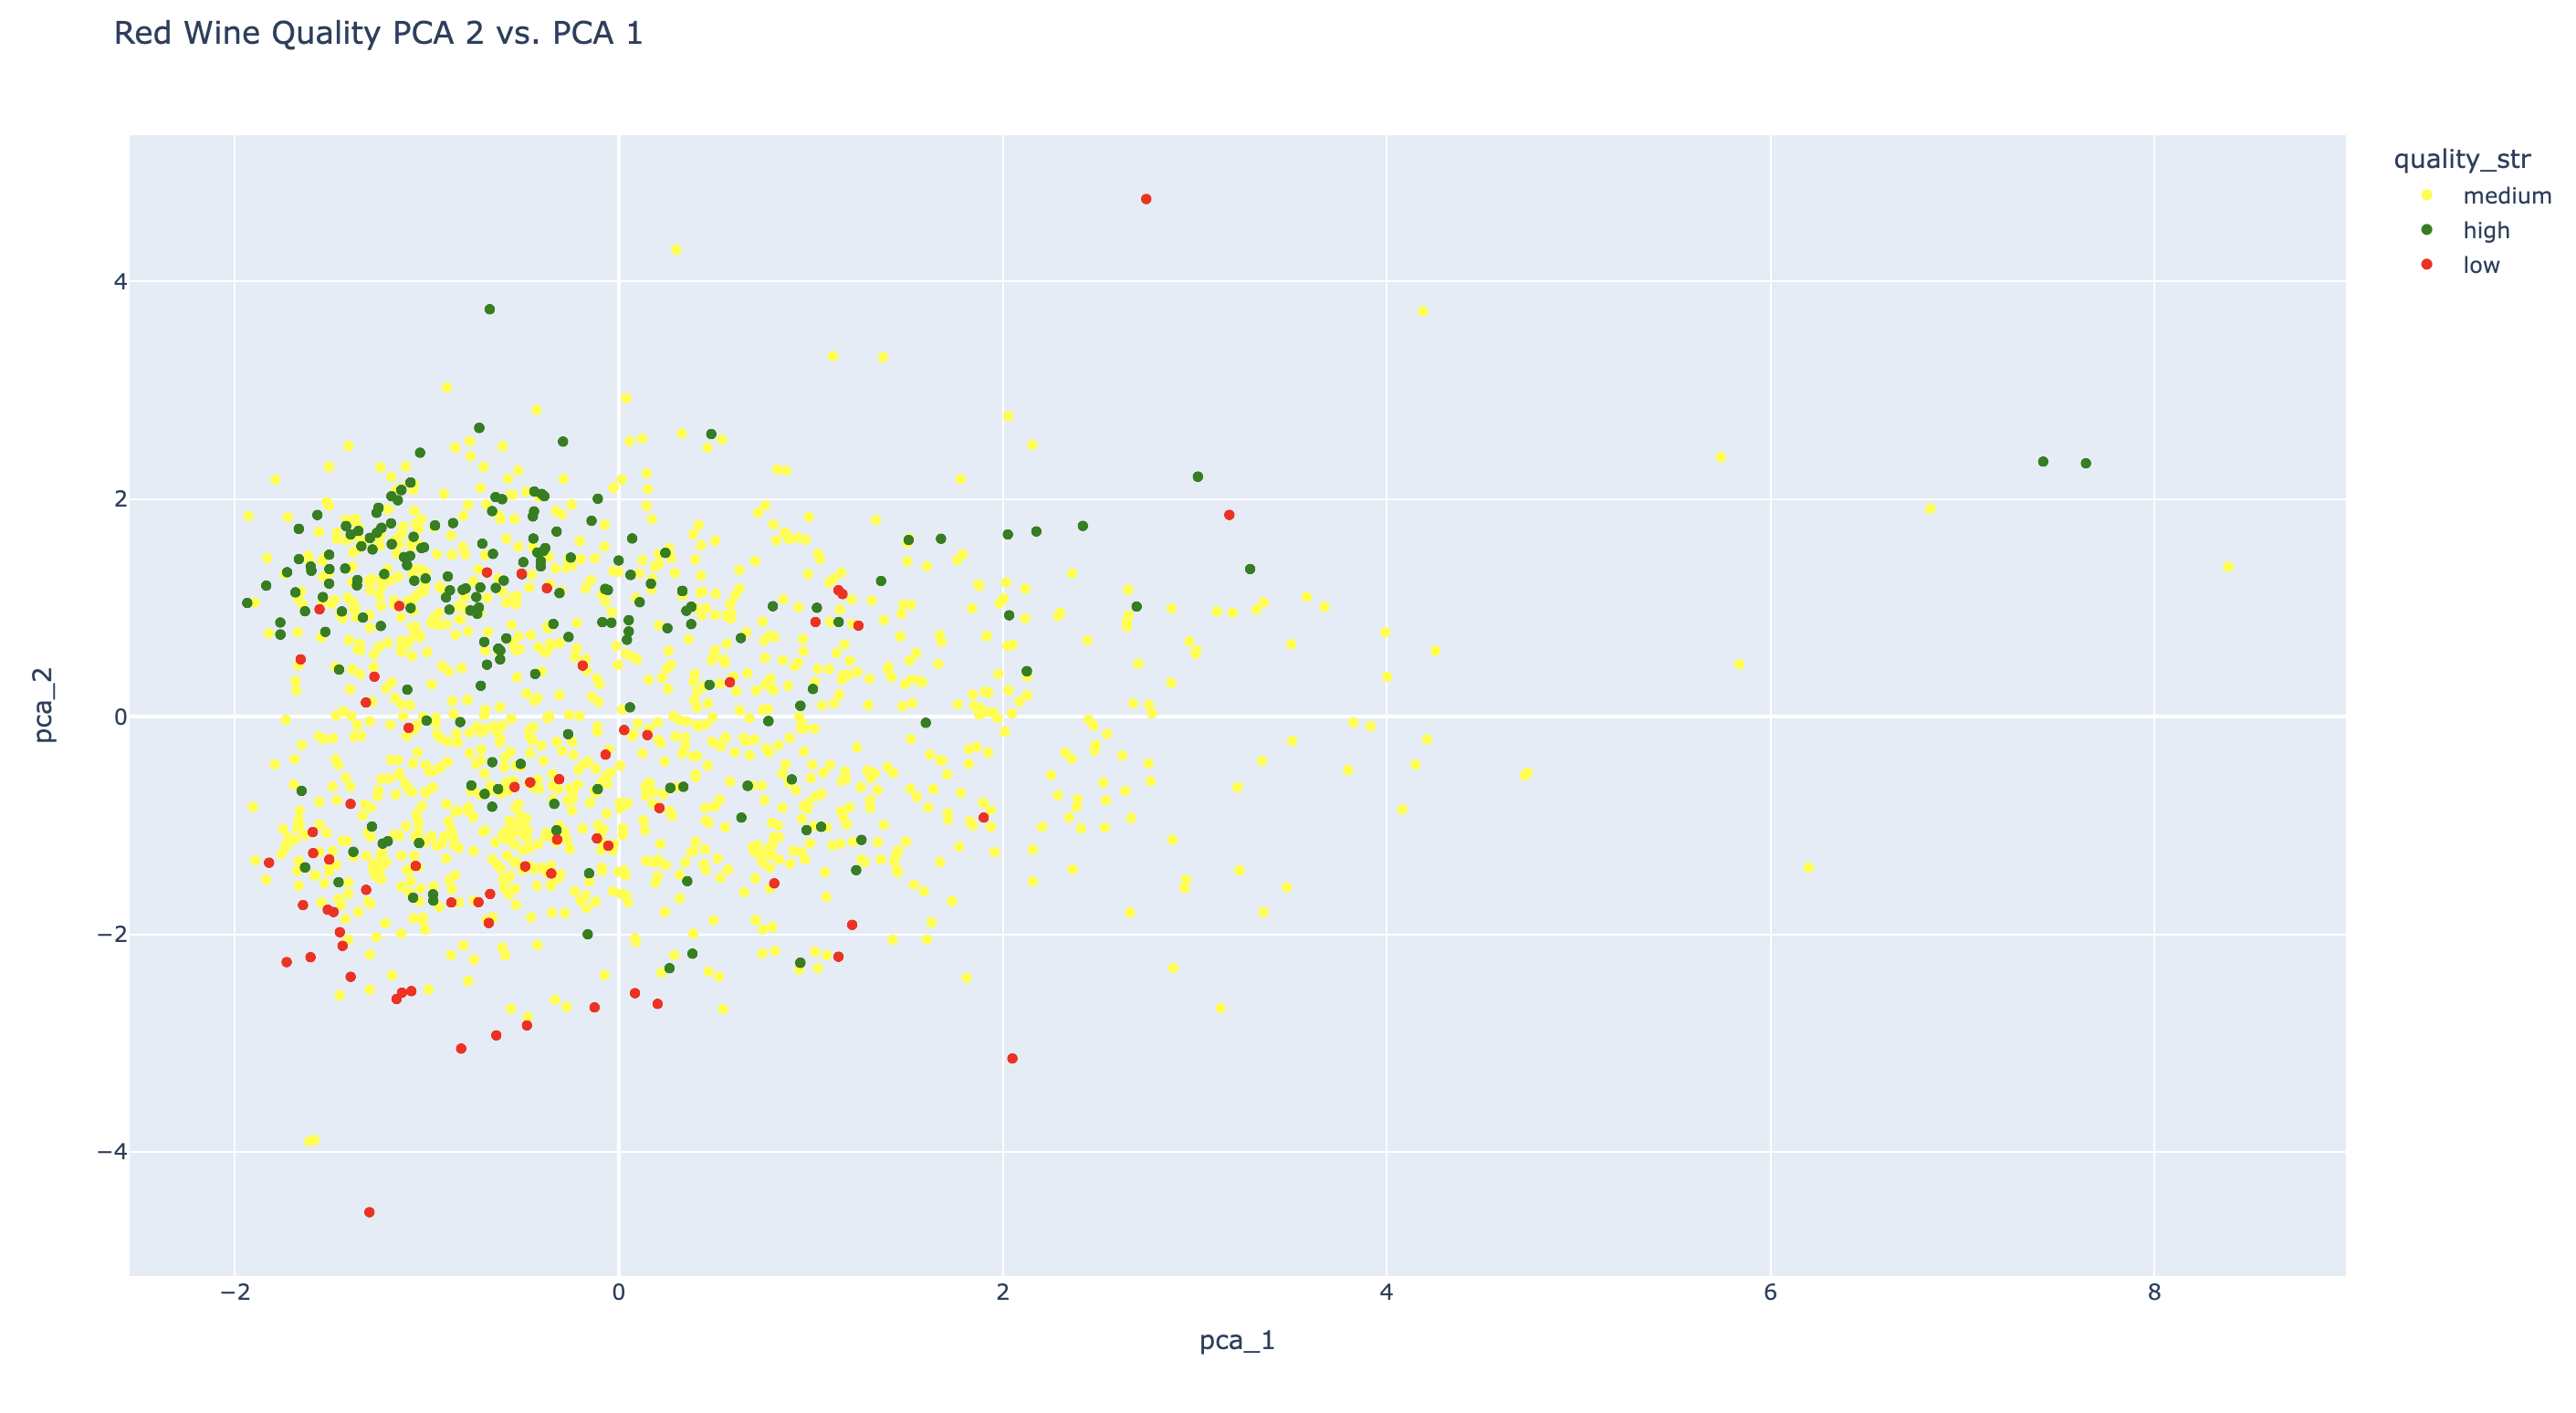 Red Wine Quality PCA 2 vs. PCA 1
quality_str
medium
high
low
4
2
0
−2
−4
pca_2
−2 0 2 4 6 8
pca_1